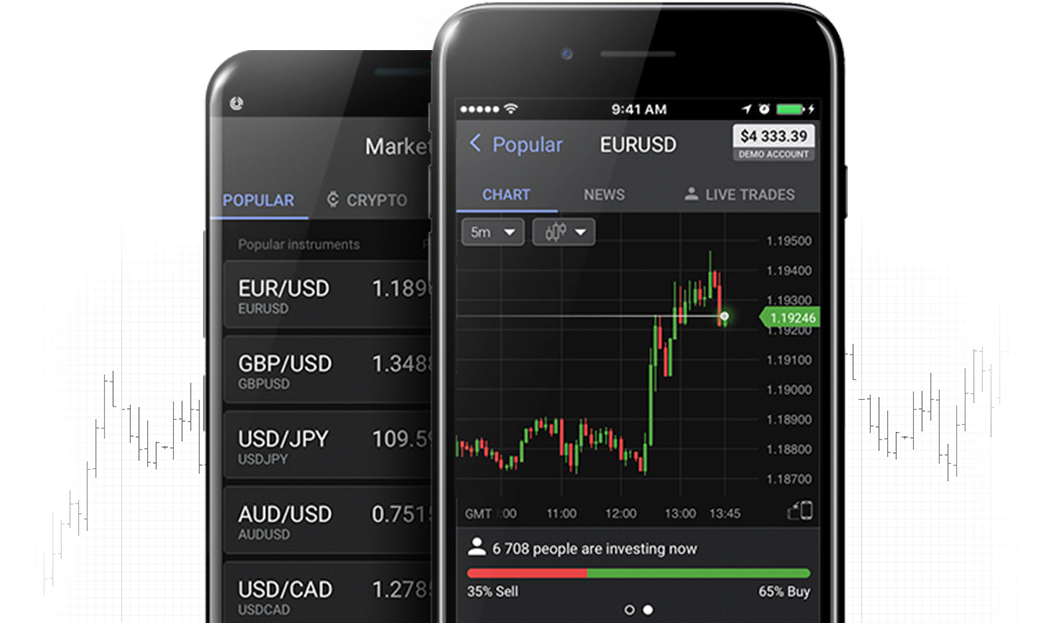 Market
POPULAR
CRYPTO
Popular instruments
EUR/USD 1.189
EURUSD
GBP/USD 1.348
GBPUSD
USD/JPY 109.5
USDJPY
AUD/USD 0.751
AUDUSD
USD/CAD 1.278
USDCAD
9:41 AM
Popular
EURUSD
$4 333.39
DEMO ACCOUNT
CHART
NEWS
LIVE TRADES
5m
1.19500
1.19400
1.19300
1.19246
1.19200
1.19100
1.19000
1.18900
1.18800
1.18700
GMT :00 11:00 12:00 13:00 13:45
6 708 people are investing now
35% Sell
65% Buy